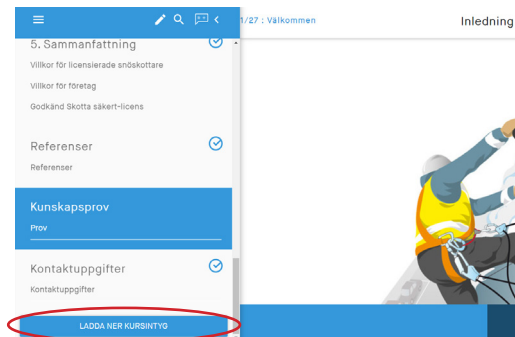 1/27 : Välkommen
Inledning
5. Sammanfattning
Villkor för licensierade snöskottare
Villkor för företag
Godkänd Skotta säkert-licens
Referenser
Referenser
Kunskapsprov
Prov
Kontaktuppgifter
Kontaktuppgifter
LADDA NER KURSINTYG